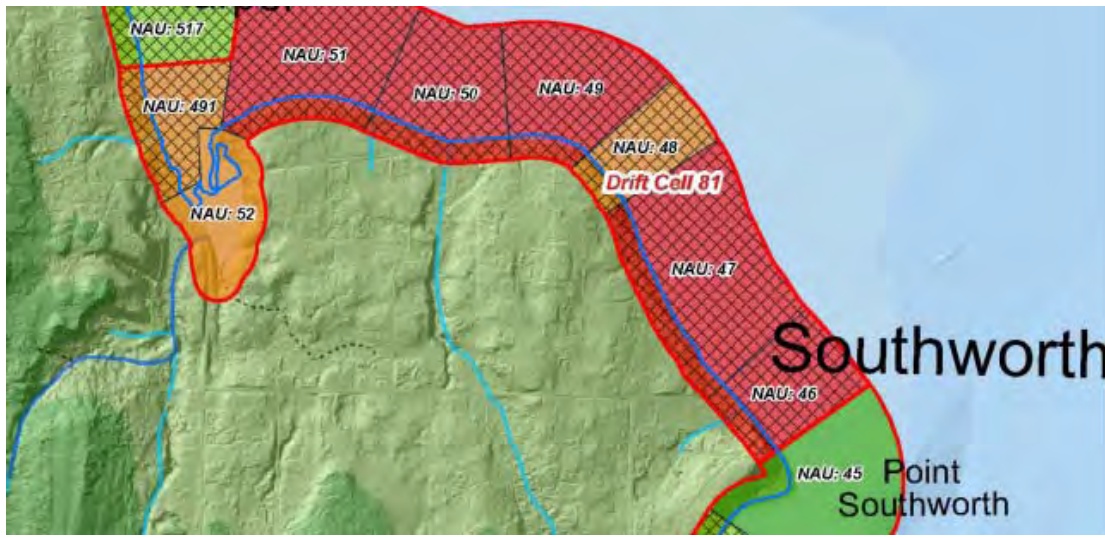 NAU: 517
NAU: 51
NAU: 50
NAU: 49
NAU: 491
NAU: 48
Drift Cell 81
NAU: 52
NAU: 47
Southworth
NAU: 46
NAU: 45
Point
Southworth